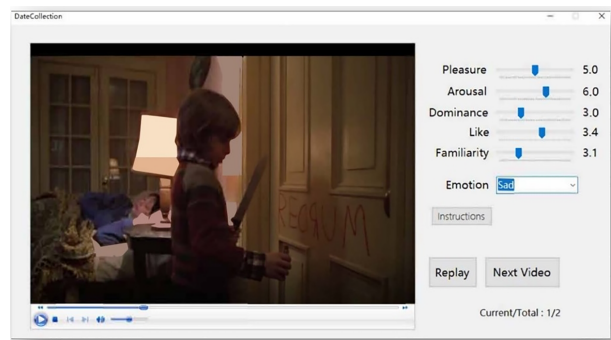 DateCollection
Pleasure 5.0
Arousal 6.0
Dominance 3.0
Like 3.4
Familiarity 3.1
Emotion Sad
REDRUM
Instructions
Replay Next Video
Current/Total : 1/2